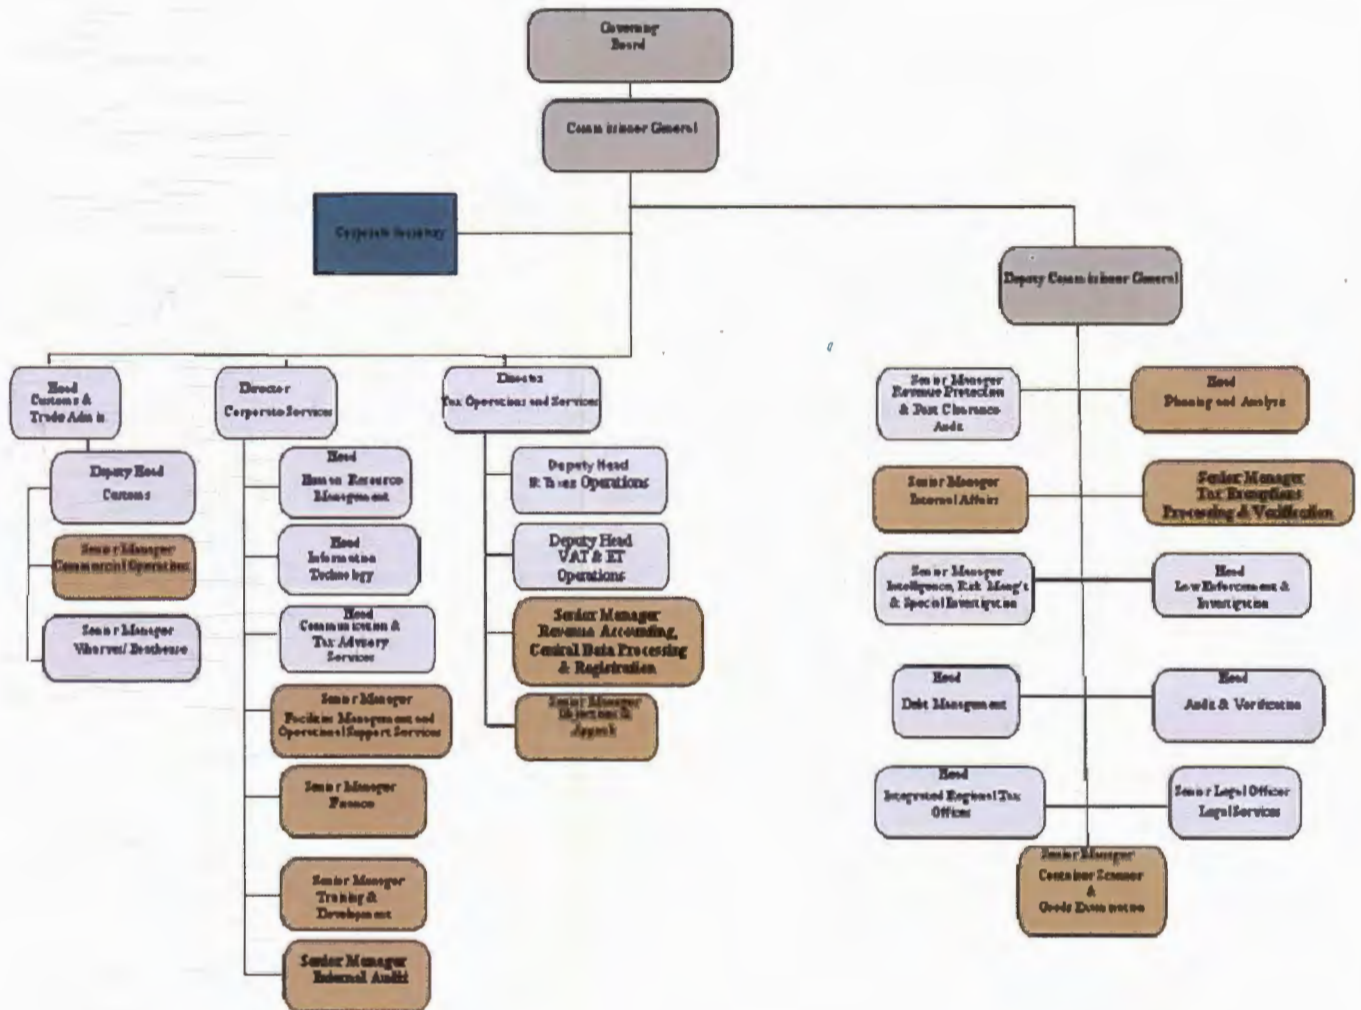 Governing
Board
Commissioner General
Corporate Secretary
Deputy Commissioner General
Head
Customs &
Trade Admin.
Director
Corporate Services
Director
Tax Operations and Services
Deputy Head
Customs
Senior Manager
Commercial Operations
Senior Manager
Wharves/
Head
Human Resource
Management
Head
Information
Technology
Head
Communication &
Tax Advisory
Services
Senior Manager
Facilities Management and
Operational Support Services
Senior Manager
Finance
Senior Manager
Training &
Development
Senior Manager
Audit
Deputy Head
Taxes Operations
Deputy Head
VAT & ET
Operations
Senior Manager
Revenue Accounting,
Central Data Processing
& Registration
Senior Manager
Objections &
Appeals
Senior Manager
Revenue Protection
& Post Clearance
Audit
Head
Planning and Analysis
Senior Manager
Internal Affairs
Senior Manager
Tax Exemptions
Processing & Verification
Senior Manager
Intelligence, Risk Mang't
& Special Investigation
Head
Law Enforcement &
Investigation
Head
Debt Management
Head
Audit & Verification
Head
Integrated Regional Tax
Offices
Senior Legal Officer
Legal Services
Senior Manager
Container Scanner
&
Goods Examination